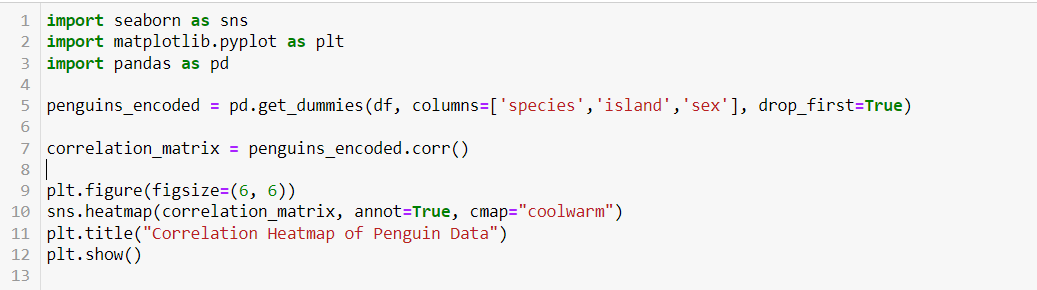 1 import seaborn as sns
2 import matplotlib.pyplot as plt
3 import pandas as pd
4
5 penguins_encoded = pd.get_dummies(df, columns=['species','island','sex'], drop_first=True)
6
7 correlation_matrix = penguins_encoded.corr()
8
9 plt.figure(figsize=(6, 6))
10 sns.heatmap(correlation_matrix, annot=True, cmap="coolwarm")
11 plt.title("Correlation Heatmap of Penguin Data")
12 plt.show()
13